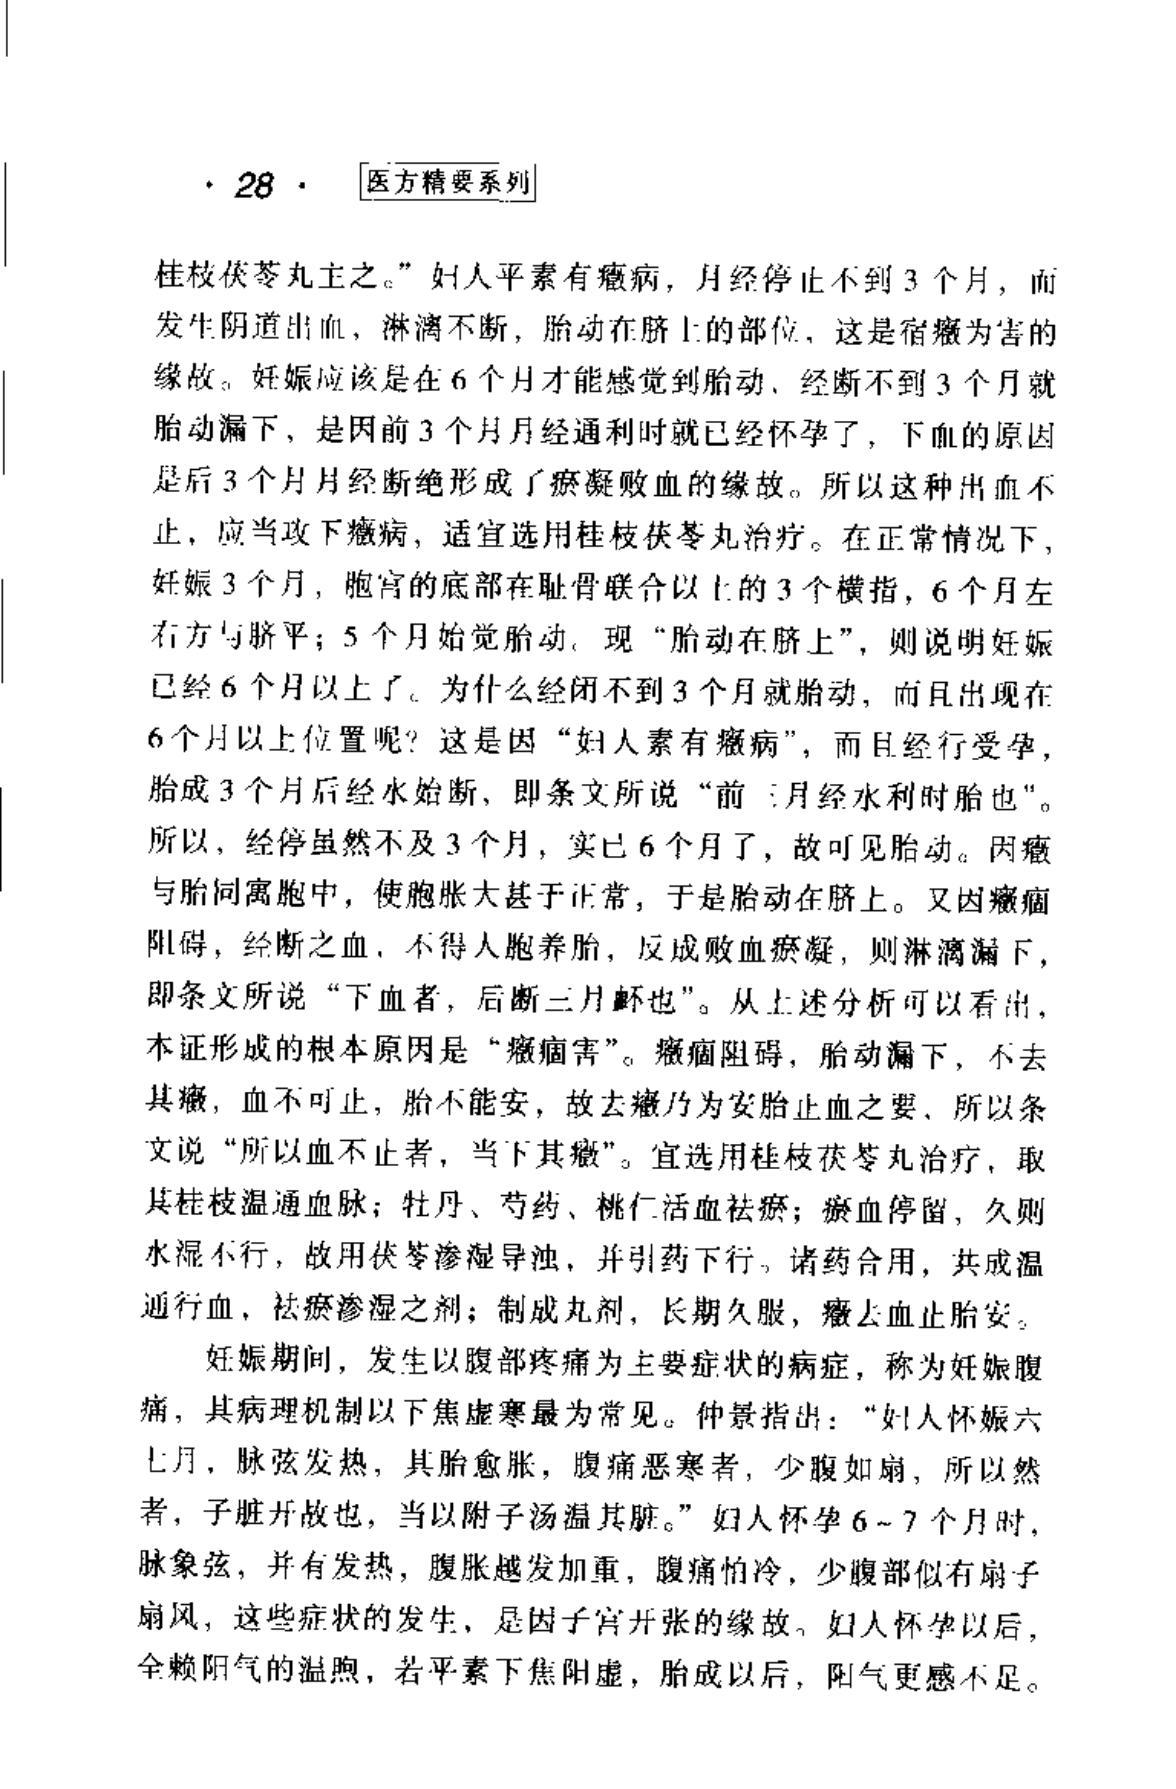 · 28 · 医方精要系列
桂枝茯苓丸主之。”妇人平素有癥病，月经停止不到 3 个月，而
发生阴道出血，淋漓不断，胎动在脐上的部位，这是宿癥为害的
缘故。妊娠应该是在 6 个月才能感觉到胎动，经断不到 3 个月就
胎动漏下，是因前 3 个月月经通利时就已经怀孕了，下血的原因
是后 3 个月月经断绝形成了瘀凝败血的缘故。所以这种出血不
止，应当攻下癥病，适宜选用桂枝茯苓丸治疗。在正常情况下，
妊娠 3 个月，胞宫的底部在耻骨联合以上的 3 个横指，6 个月左
右方与脐平；5 个月始觉胎动。现“胎动在脐上”，则说明妊娠
已经 6 个月以上了。为什么经闭不到 3 个月就胎动，而且出现在
6 个月以上位置呢？这是因“妇人素有癥病”，而且经行受孕，
胎成 3 个月后经水始断，即条文所说“前三月经水利时胎也”。
所以，经停虽然不及 3 个月，实已 6 个月了，故可见胎动。因癥
与胎同寓胞中，使胞胀大甚于正常，于是胎动在脐上。又因癥痼
阻碍，经断之血，不得入胞养胎，反成败血瘀凝，则淋漓漏下，
即条文所说“下血者，后断三月衃也”。从上述分析可以看出，
本证形成的根本原因是“癥痼害”。癥痼阻碍，胎动漏下，不去
其癥，血不可止，胎不能安，故去癥乃为安胎止血之要，所以条
文说“所以血不止者，当下其癥”。宜选用桂枝茯苓丸治疗，取
其桂枝温通血脉；牡丹、芍药、桃仁活血祛瘀；瘀血停留，久则
水湿不行，故用茯苓渗湿导浊，并引药下行。诸药合用，共成温
通行血，祛瘀渗湿之剂；制成丸剂，长期久服，癥去血止胎安。
妊娠期间，发生以腹部疼痛为主要症状的病症，称为妊娠腹
痛，其病理机制以下焦虚寒最为常见。仲景指出：“妇人怀娠六
七月，脉弦发热，其胎愈胀，腹痛恶寒者，少腹如扇，所以然
者，子脏开故也，当以附子汤温其脏。”妇人怀孕 6～7 个月时，
脉象弦，并有发热，腹胀越发加重，腹痛怕冷，少腹部似有扇子
扇风，这些症状的发生，是因子宫开张的缘故。妇人怀孕以后，
全赖阳气的温煦，若平素下焦阳虚，胎成以后，阳气更感不足。